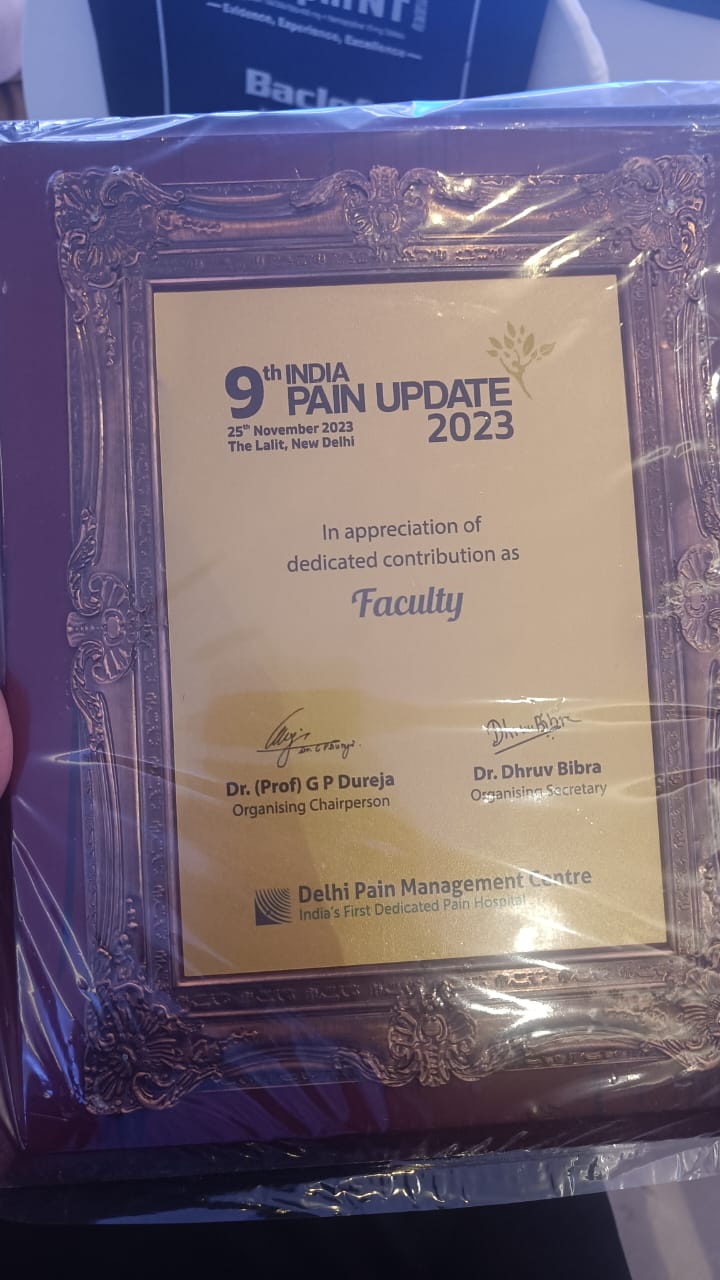 Evidence, Experience, Excellence
9th INDIA
PAIN UPDATE
2023
25th November 2023
The Lalit, New Delhi
In appreciation of
dedicated contribution as
Faculty
Dhruv Bibra
Dr. (Prof) G P Dureja
Organising Chairperson
Dr. Dhruv Bibra
Organising Secretary
Delhi Pain Management Centre
India's First Dedicated Pain Hospital